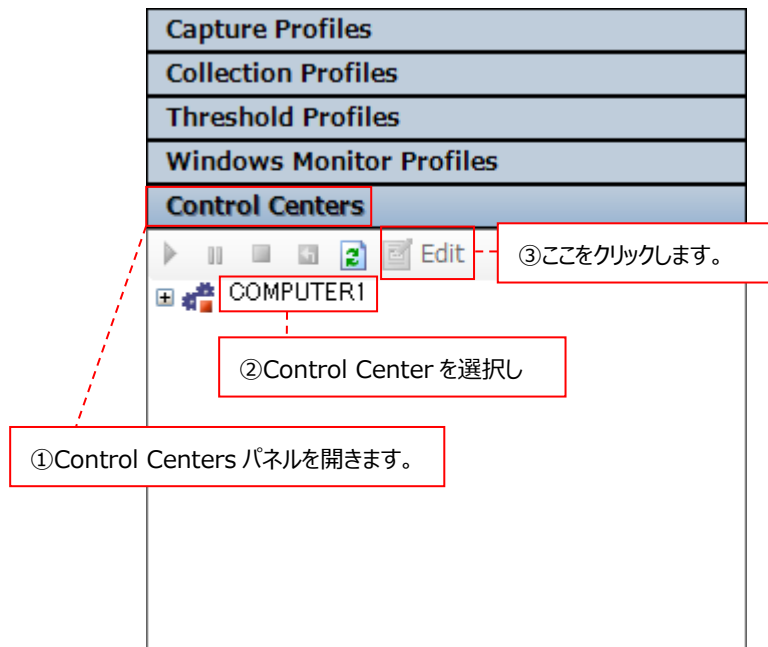 Capture Profiles
Collection Profiles
Threshold Profiles
Windows Monitor Profiles
Control Centers
Edit
③ここをクリックします。
COMPUTER1
②Control Center を選択し
①Control Centers パネルを開きます。